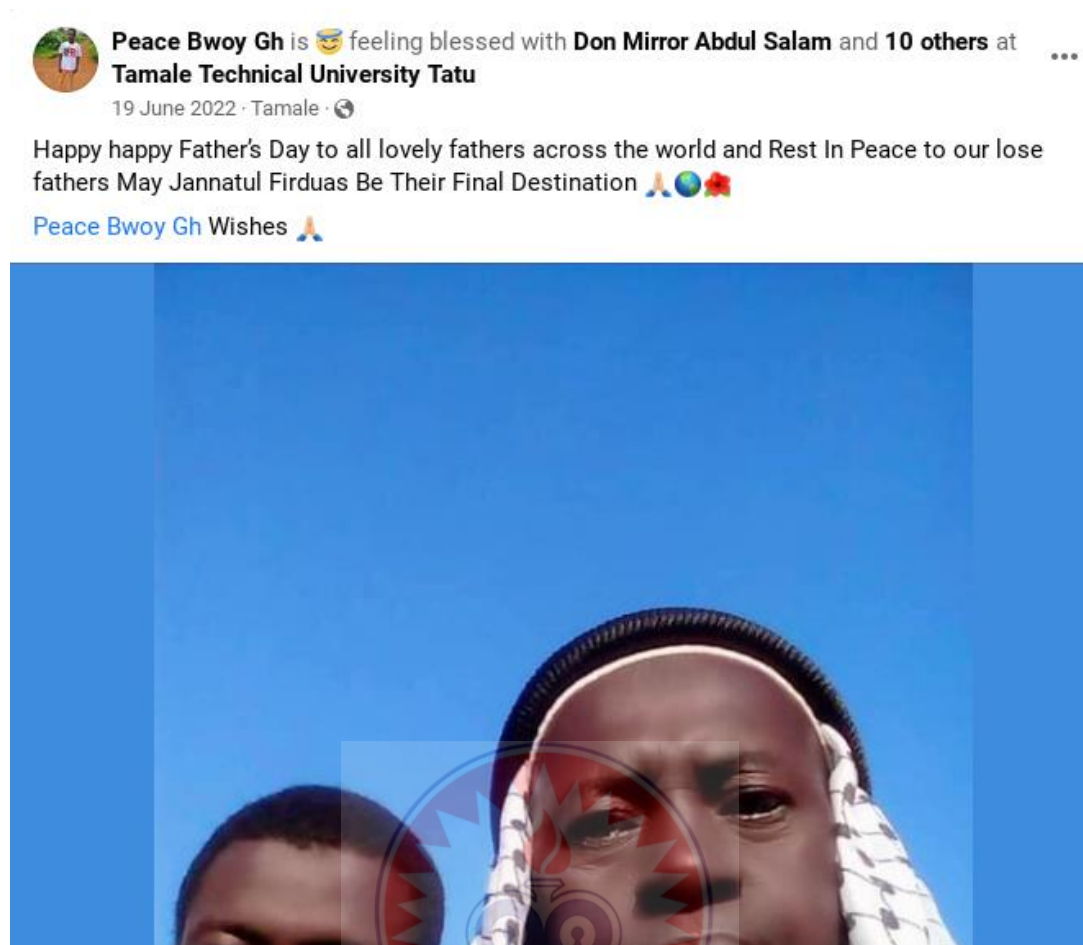 Peace Bwoy Gh is 😇 feeling blessed with Don Mirror Abdul Salam and 10 others at
Tamale Technical University Tatu
19 June 2022 · Tamale ·
Happy happy Father's Day to all lovely fathers across the world and Rest In Peace to our lose
fathers May Jannatul Firduas Be Their Final Destination 🙏🏼🌎🌺
Peace Bwoy Gh Wishes 🙏🏼